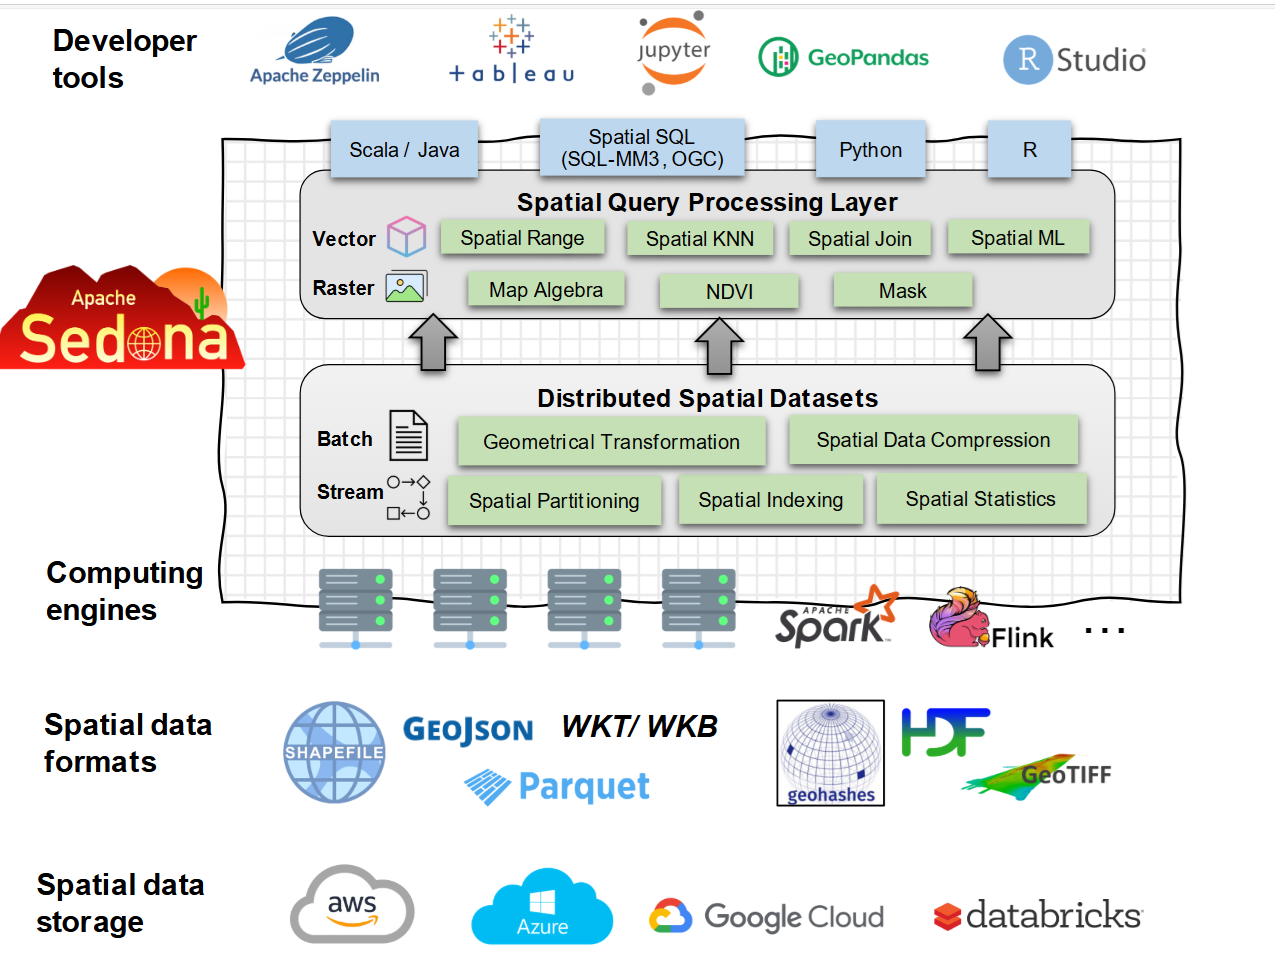 Developer
tools
Apache Zeppelin
+ a b l e a u
jupyter
GeoPandas
R Studio
Scala / Java
Spatial SQL
(SQL-MM3, OGC)
Python
R
Spatial Query Processing Layer
Vector
Spatial Range
Spatial KNN
Spatial Join
Spatial ML
Raster
Map Algebra
NDVI
Mask
Apache
Sedona
Distributed Spatial Datasets
Batch
Geometrical Transformation
Spatial Data Compression
Stream
Spatial Partitioning
Spatial Indexing
Spatial Statistics
Computing
engines
APACHE
Spark™
Flink
...
Spatial data
formats
SHAPEFILE
GeoJson
WKT/ WKB
Parquet
geohashes
HDF
GeoTIFF
Spatial data
storage
aws
Azure
Google Cloud
databricks